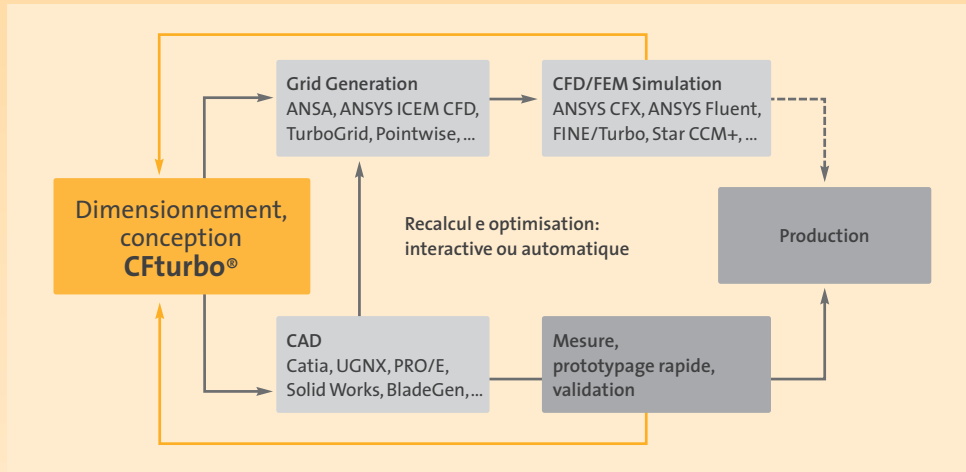 Grid Generation
ANSA, ANSYS ICEM CFD,
TurboGrid, Pointwise, ...
CFD/FEM Simulation
ANSYS CFX, ANSYS Fluent,
FINE/Turbo, Star CCM+, ...
Dimensionnement,
conception
CFturbo®
Recalcul e optimisation:
interactive ou automatique
Production
CAD
Catia, UGNX, PRO/E,
Solid Works, BladeGen,...
Mesure,
prototypage rapide,
validation